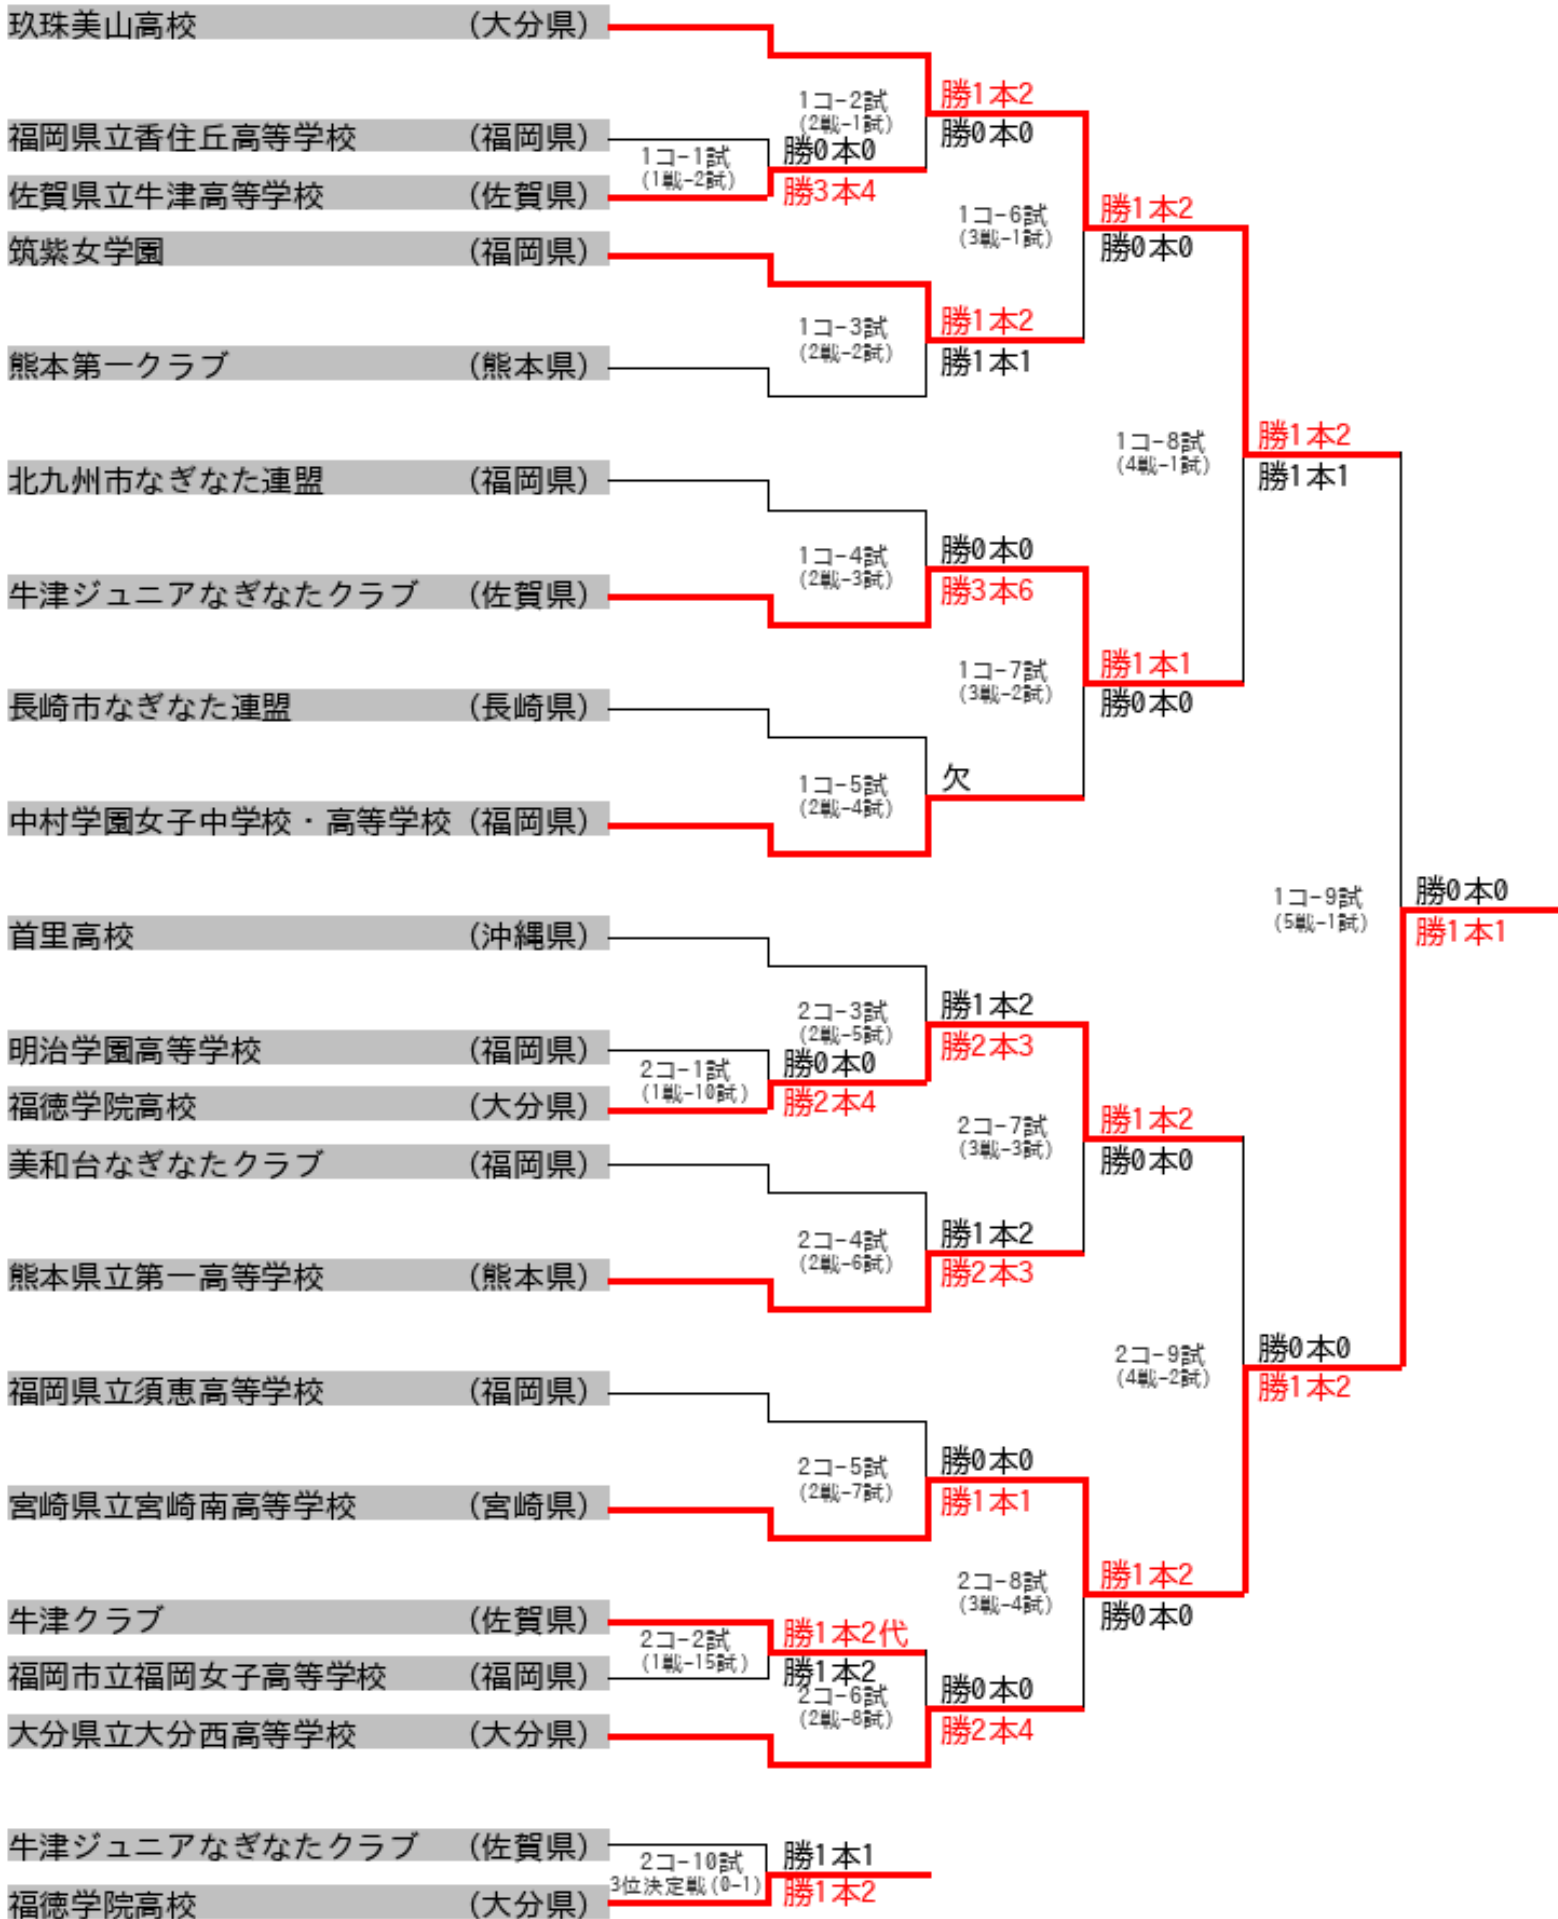 玖珠美山高校 (大分県)
1コ-2試
(2戦-1試)
勝1本2
勝0本0
福岡県立香住丘高等学校 (福岡県)
1コ-1試
(1戦-2試)
勝0本0
勝3本4
佐賀県立牛津高等学校 (佐賀県)
1コ-6試
(3戦-1試)
勝1本2
勝0本0
筑紫女学園 (福岡県)
1コ-3試
(2戦-2試)
勝1本2
勝1本1
熊本第一クラブ (熊本県)
1コ-8試
(4戦-1試)
勝1本2
勝1本1
北九州市なぎなた連盟 (福岡県)
1コ-4試
(2戦-3試)
勝0本0
勝3本6
牛津ジュニアなぎなたクラブ (佐賀県)
1コ-7試
(3戦-2試)
勝1本1
勝0本0
長崎市なぎなた連盟 (長崎県)
1コ-5試
(2戦-4試)
欠
中村学園女子中学校・高等学校 (福岡県)
1コ-9試
(5戦-1試)
勝0本0
勝1本1
首里高校 (沖縄県)
2コ-3試
(2戦-5試)
勝1本2
勝2本3
明治学園高等学校 (福岡県)
2コ-1試
(1戦-10試)
勝0本0
勝2本4
福徳学院高校 (大分県)
2コ-7試
(3戦-3試)
勝1本2
勝0本0
美和台なぎなたクラブ (福岡県)
2コ-4試
(2戦-6試)
勝1本2
勝2本3
熊本県立第一高等学校 (熊本県)
2コ-9試
(4戦-2試)
勝0本0
勝1本2
福岡県立須恵高等学校 (福岡県)
2コ-5試
(2戦-7試)
勝0本0
勝1本1
宮崎県立宮崎南高等学校 (宮崎県)
2コ-8試
(3戦-4試)
勝1本2
勝0本0
牛津クラブ (佐賀県)
2コ-2試
(1戦-15試)
勝1本2代
勝1本2
福岡市立福岡女子高等学校 (福岡県)
2コ-6試
(2戦-8試)
勝0本0
勝2本4
大分県立大分西高等学校 (大分県)
牛津ジュニアなぎなたクラブ (佐賀県)
2コ-10試
3位決定戦(0-1)
勝1本1
勝1本2
福徳学院高校 (大分県)